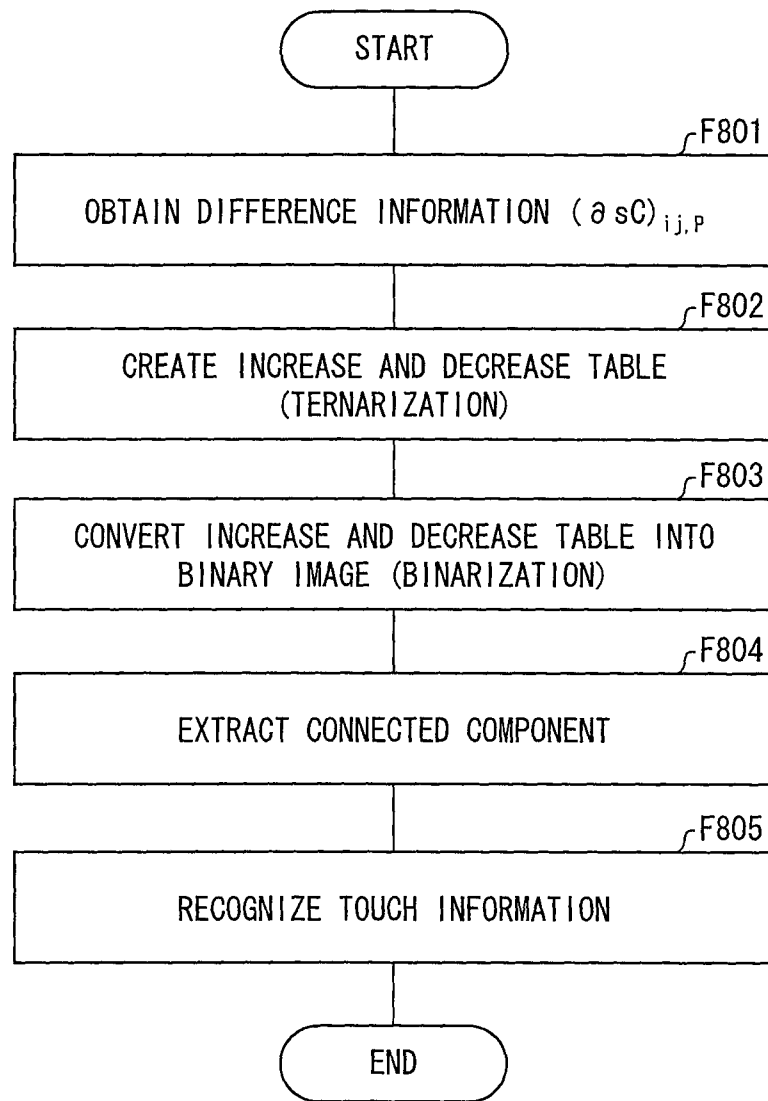 START
F801
OBTAIN DIFFERENCE INFORMATION (∂sC)ij,P
F802
CREATE INCREASE AND DECREASE TABLE
(TERNARIZATION)
F803
CONVERT INCREASE AND DECREASE TABLE INTO
BINARY IMAGE (BINARIZATION)
F804
EXTRACT CONNECTED COMPONENT
F805
RECOGNIZE TOUCH INFORMATION
END